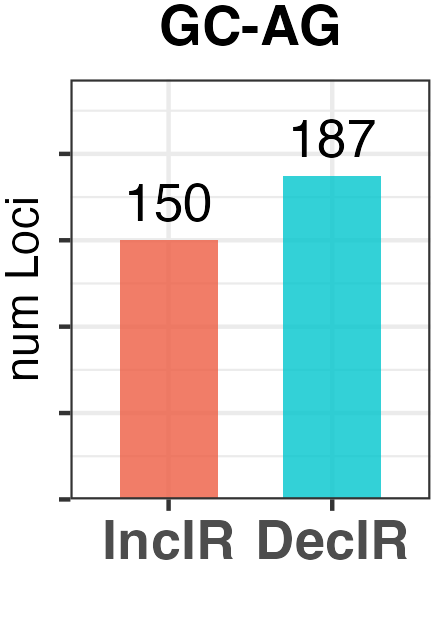 GC-AG
187
150
num Loci
IncIR DecIR